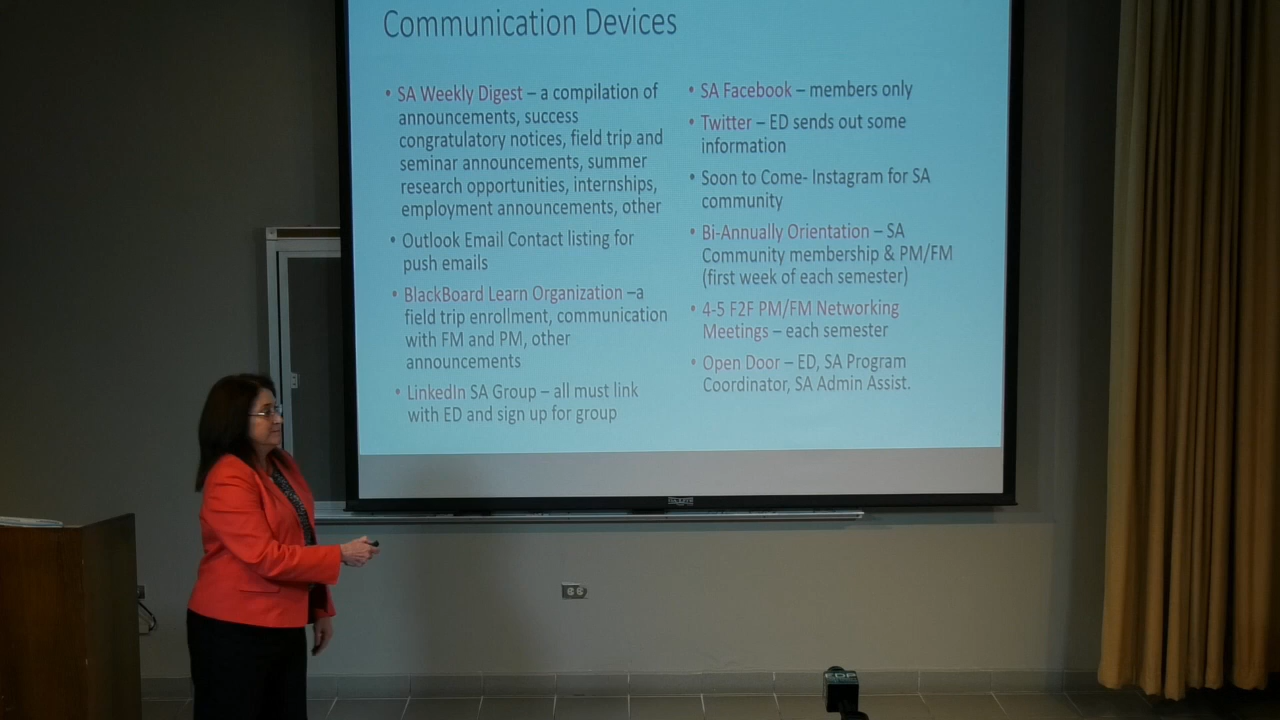 Communication Devices
• SA Weekly Digest – a compilation of
announcements, success
congratulatory notices, field trip and
seminar announcements, summer
research opportunities, internships,
employment announcements, other
• Outlook Email Contact listing for
push emails
• BlackBoard Learn Organization –a
field trip enrollment, communication
with FM and PM, other
announcements
• LinkedIn SA Group – all must link
with ED and sign up for group
• SA Facebook – members only
• Twitter – ED sends out some
information
• Soon to Come- Instagram for SA
community
• Bi-Annually Orientation – SA
Community membership & PM/FM
(first week of each semester)
• 4-5 F2F PM/FM Networking
Meetings – each semester
• Open Door – ED, SA Program
Coordinator, SA Admin Assist.